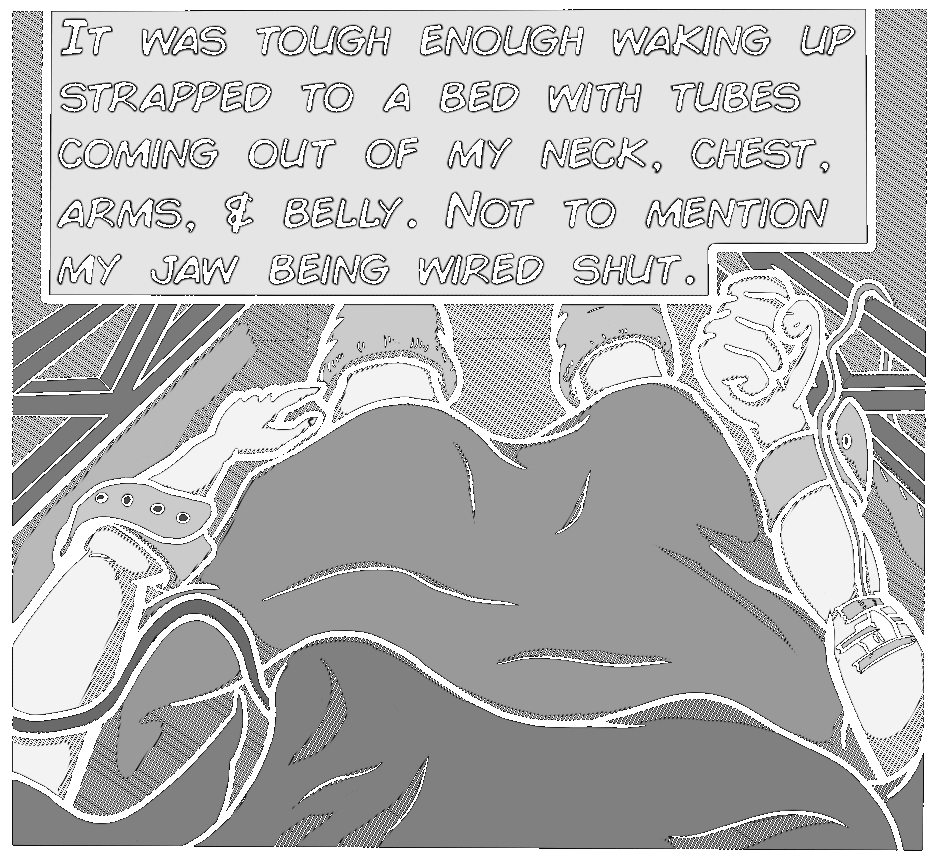 It was tough enough waking up
strapped to a bed with tubes
coming out of my neck, chest,
arms, & belly. Not to mention
my jaw being wired shut.